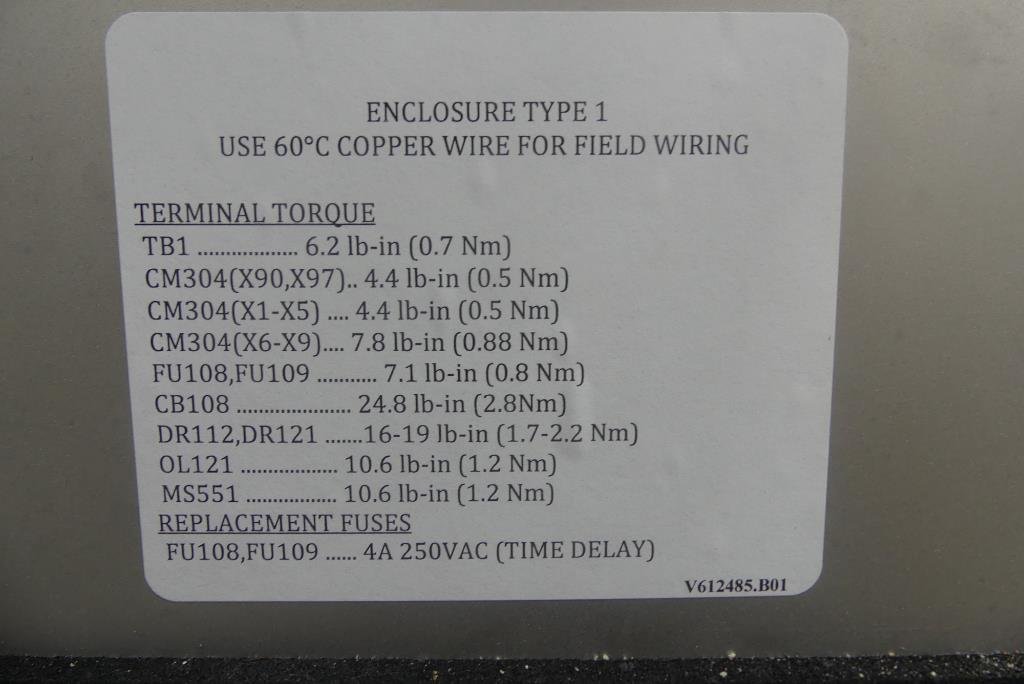 ENCLOSURE TYPE 1
USE 60°C COPPER WIRE FOR FIELD WIRING
TERMINAL TORQUE
TB1 .................. 6.2 lb-in (0.7 Nm)
CM304(X90,X97).. 4.4 lb-in (0.5 Nm)
CM304(X1-X5) .... 4.4 lb-in (0.5 Nm)
CM304(X6-X9).... 7.8 lb-in (0.88 Nm)
FU108,FU109 ........... 7.1 lb-in (0.8 Nm)
CB108 ..................... 24.8 lb-in (2.8Nm)
DR112,DR121 .......16-19 lb-in (1.7-2.2 Nm)
OL121 .................. 10.6 lb-in (1.2 Nm)
MS551 ................. 10.6 lb-in (1.2 Nm)
REPLACEMENT FUSES
FU108,FU109 ...... 4A 250VAC (TIME DELAY)
V612485.B01